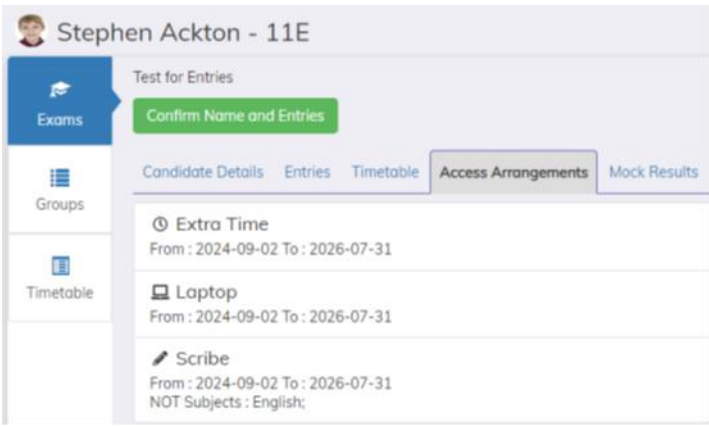 Stephen Ackton - 11E
Exams
Groups
Timetable
Test for Entries
Confirm Name and Entries
Candidate Details Entries Timetable Access Arrangements Mock Results
Extra Time
From : 2024-09-02 To : 2026-07-31
Laptop
From : 2024-09-02 To : 2026-07-31
Scribe
From : 2024-09-02 To : 2026-07-31
NOT Subjects : English;